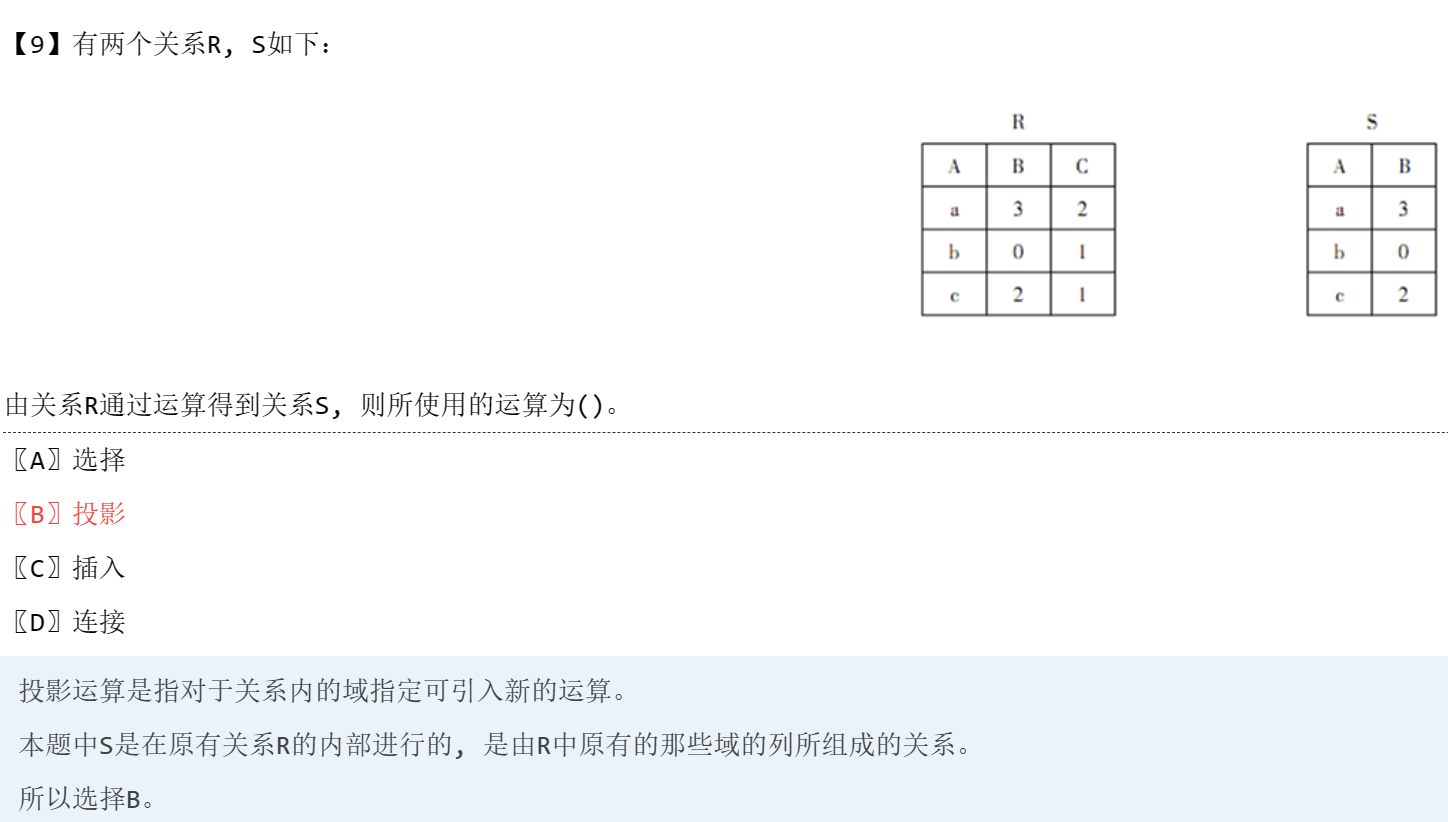 【9】有两个关系R, S如下:
R S
A B C A B
a 3 2 a 3
b 0 1 b 0
c 2 1 c 2
由关系R通过运算得到关系S, 则所使用的运算为()。
〖A〗选择
〖B〗投影
〖C〗插入
〖D〗连接
投影运算是指对于关系内的域指定可引入新的运算。
本题中S是在原有关系R的内部进行的, 是由R中原有的那些域的列所组成的关系。
所以选择B。